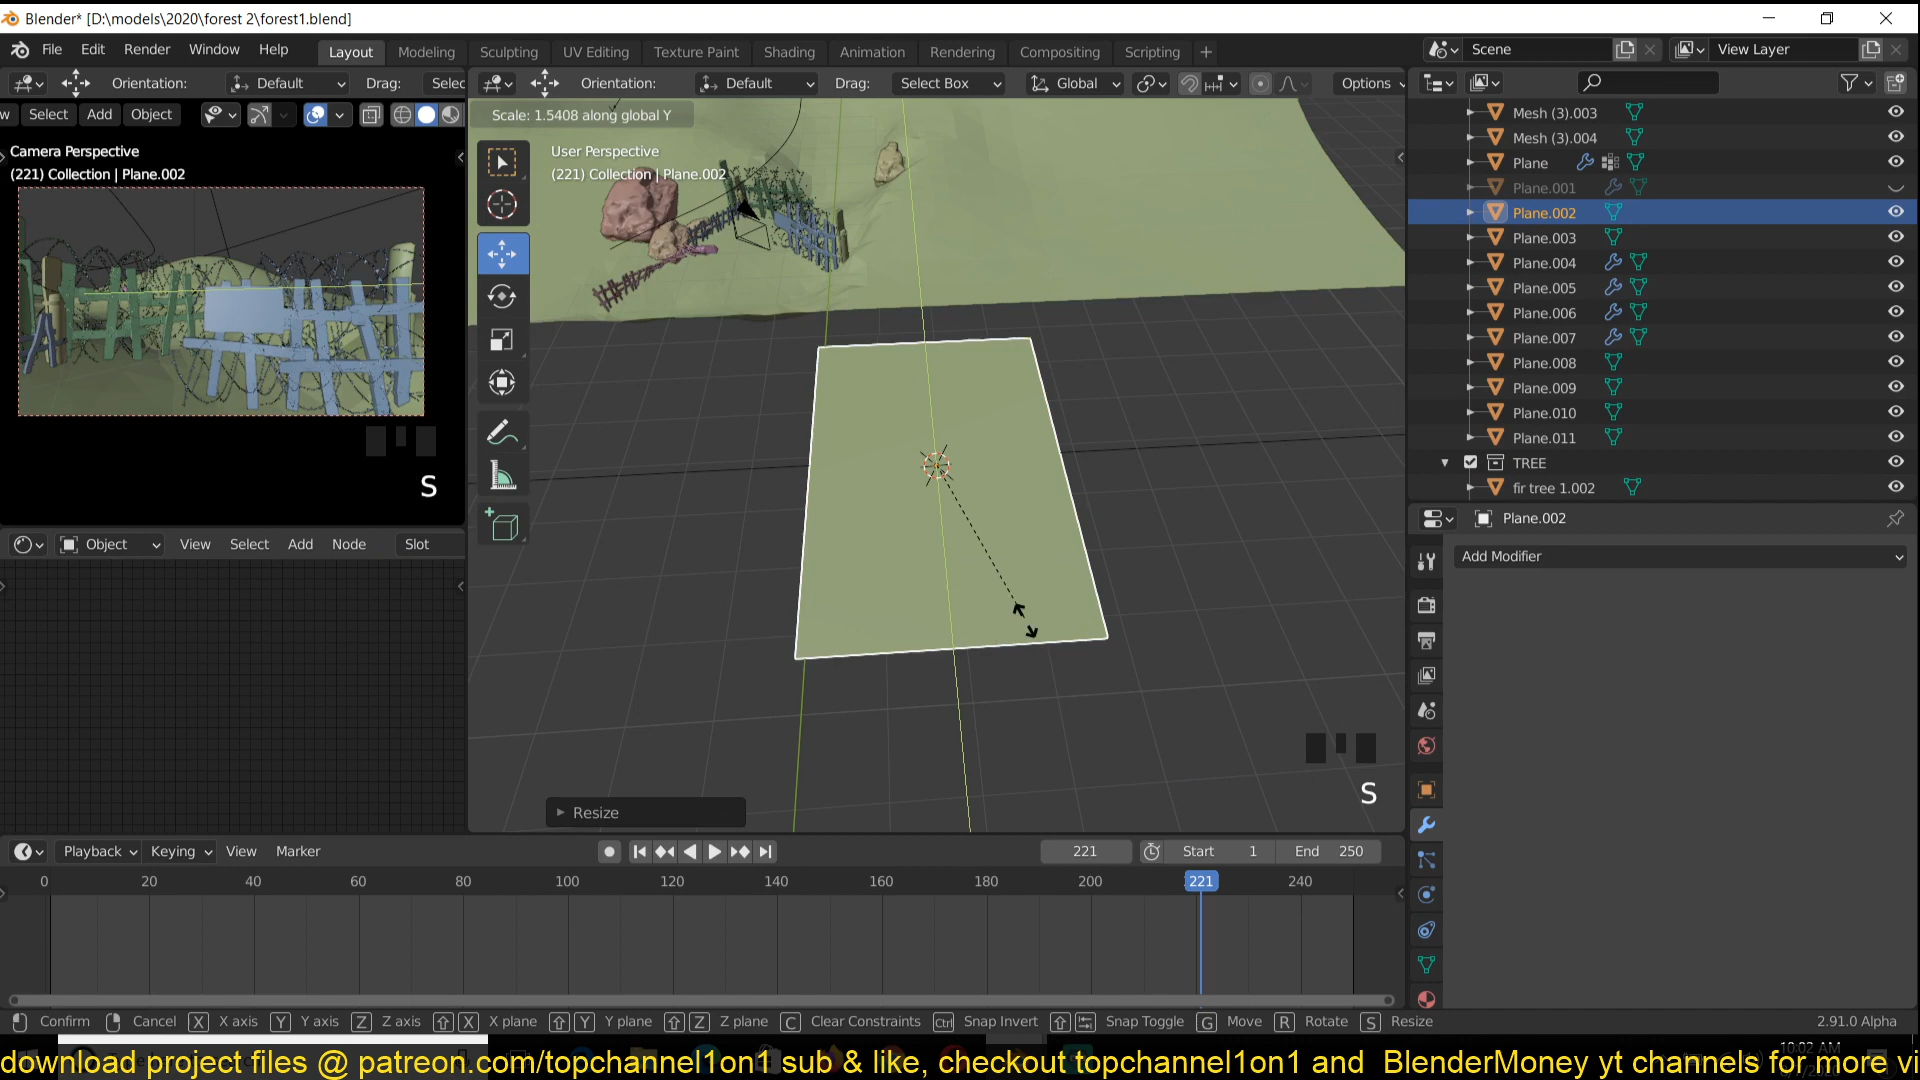 Blender* [D:\models\2020\forest 2\forest1.blend]
File Edit Render Window Help Layout Modeling Sculpting UV Editing Texture Paint Shading Animation Rendering Compositing Scripting + Scene View Layer
Orientation: Default Drag: Selec Orientation: Default Drag: Select Box Global Options
w Select Add Object Scale: 1.5408 along global Y
Camera Perspective
(221) Collection | Plane.002
User Perspective
(221) Collection | Plane.002
S
Object View Select Add Node Slot
S
Resize
Mesh (3).003
Mesh (3).004
Plane
Plane.001
Plane.002
Plane.003
Plane.004
Plane.005
Plane.006
Plane.007
Plane.008
Plane.009
Plane.010
Plane.011
TREE
fir tree 1.002
Plane.002
Add Modifier
Playback Keying View Marker 221 Start 1 End 250
0 20 40 60 80 100 120 140 160 180 200 221 240
Confirm Cancel X X axis Y Y axis Z Z axis X X plane Y Y plane Z Z plane C Clear Constraints Ctrl Snap Invert Snap Toggle G Move R Rotate S Resize 2.91.0 Alpha
10:02 AM
download project files @ patreon.com/topchannel1on1 sub & like, checkout topchannel1on1 and BlenderMoney yt channels for more vi